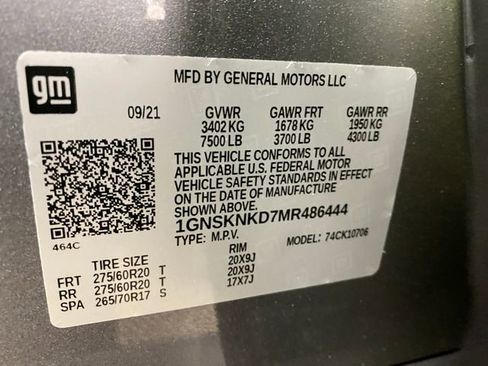 gm
MFD BY GENERAL MOTORS LLC
09/21 GVWR GAWR FRT GAWR RR
3402 KG 1678 KG 1950 KG
7500 LB 3700 LB 4300 LB
THIS VEHICLE CONFORMS TO ALL
APPLICABLE U.S. FEDERAL MOTOR
VEHICLE SAFETY STANDARDS IN EFFECT
ON THE DATE OF MANUFACTURE
SHOWN ABOVE.
1GNSKNKD7MR486444
464C TYPE: M.P.V. MODEL: 74CK10706
TIRE SIZE RIM
FRT 275/60R20 T 20X9J
RR 275/60R20 T 20X9J
SPA 265/70R17 S 17X7J